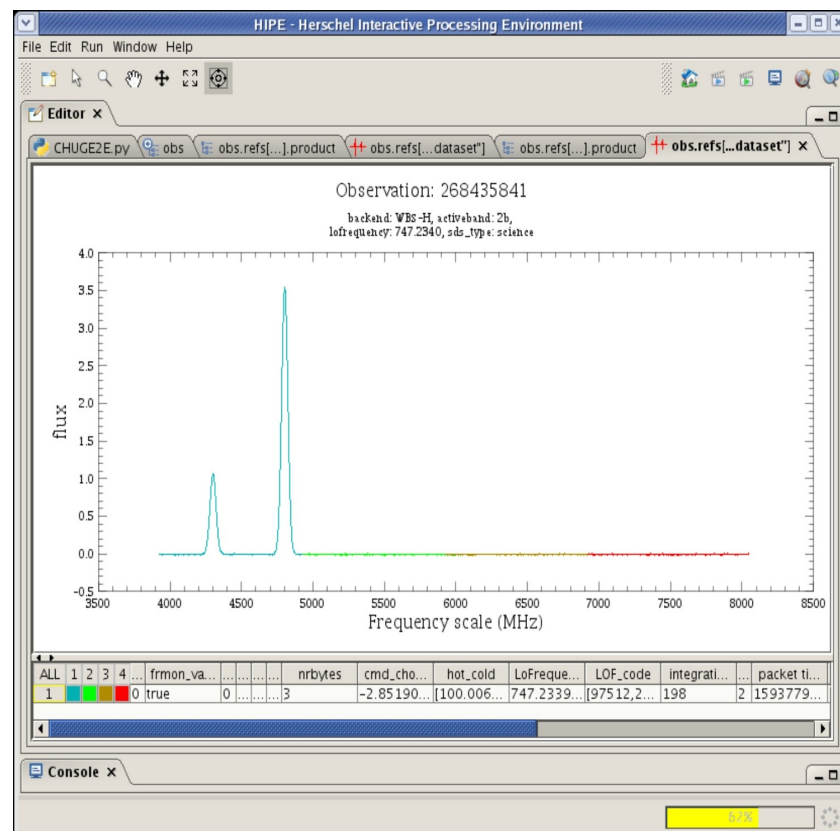 HIPE - Herschel Interactive Processing Environment
File Edit Run Window Help
Editor ×
CHUGE2E.py obs obs.refs[...].product obs.refs[...dataset"] obs.refs[...].product obs.refs[...dataset"] ×
Observation: 268435841
backend: WBS-H, activeband: 2b,
lofrequency: 747.2340, sds_type: science
4.0
3.5
3.0
2.5
2.0
1.5
1.0
0.5
0.0
-0.5
flux
3500 4000 4500 5000 5500 6000 6500 7000 7500 8000 8500
Frequency scale (MHz)
ALL 1 2 3 4 ... frmon_va... ... ... ... ... nrbytes cmd_cho... hot_cold LoFreque... LOF_code integrati... ... packet ti...
1 0 true 0 ... ... ... 3 -2.85190... [100.006... 747.2339... [97512,2... 198 2 1593779...
Console ×